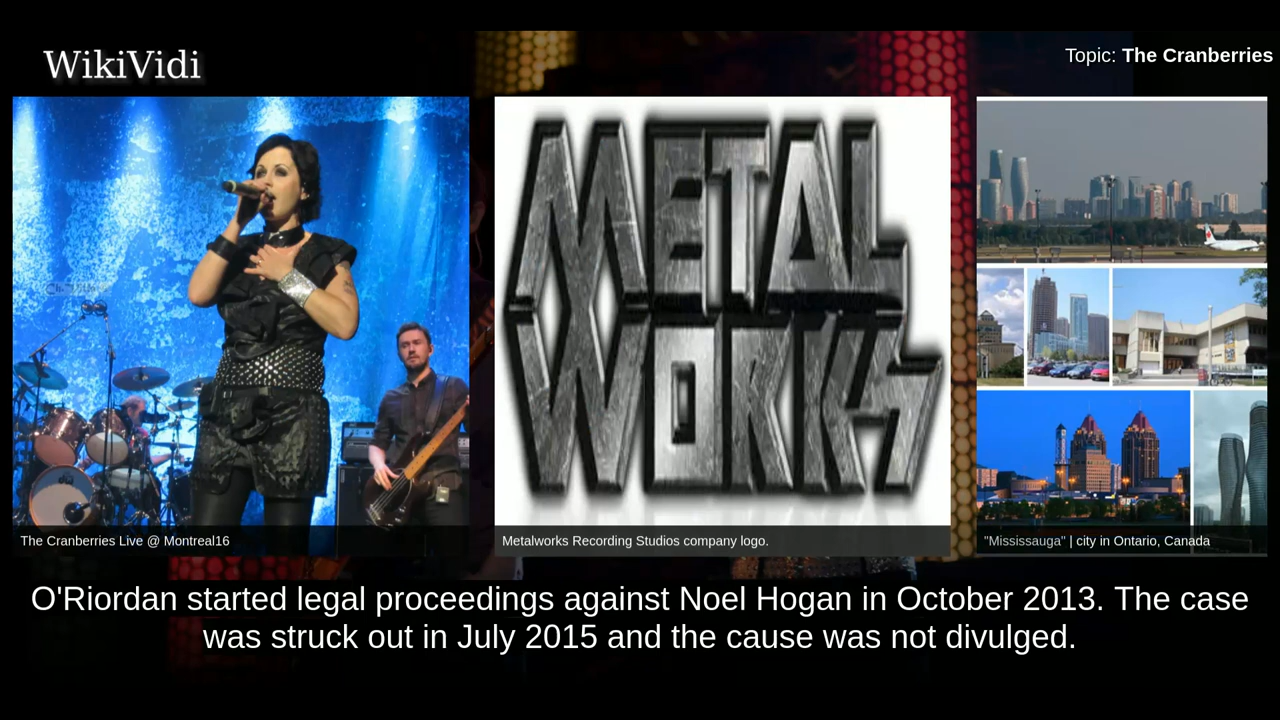 WikiVidi
Topic: The Cranberries
METAL
WORKS
The Cranberries Live @ Montreal16
Metalworks Recording Studios company logo.
"Mississauga" | city in Ontario, Canada
O'Riordan started legal proceedings against Noel Hogan in October 2013. The case
was struck out in July 2015 and the cause was not divulged.